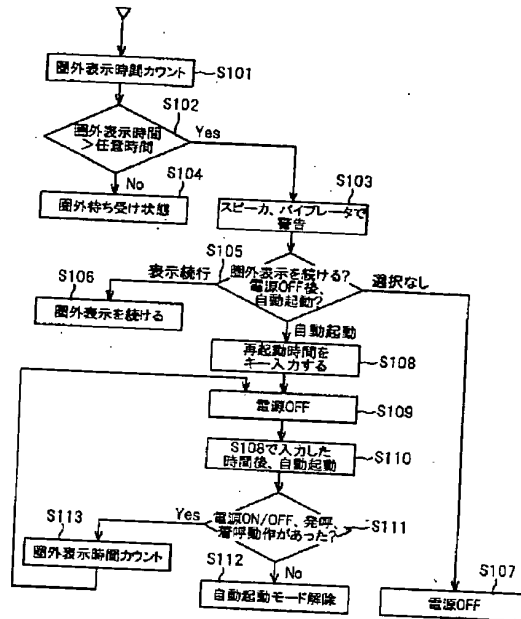 圏外表示時間カウント
S101
S102
圏外表示時間
>任意時間
Yes
No
S104
圏外待ち受け状態
S103
スピーカ、バイブレータで
警告
S105
圏外表示を続ける?
電源OFF後、
自動起動?
表示続行
選択なし
S106
圏外表示を続ける
自動起動
再起動時間を
キー入力する
S108
電源OFF
S109
S108で入力した
時間後、自動起動
S110
電源ON/OFF、発呼、
着呼動作があった?
S111
Yes
S113
圏外表示時間カウント
No
S112
自動起動モード解除
S107
電源OFF